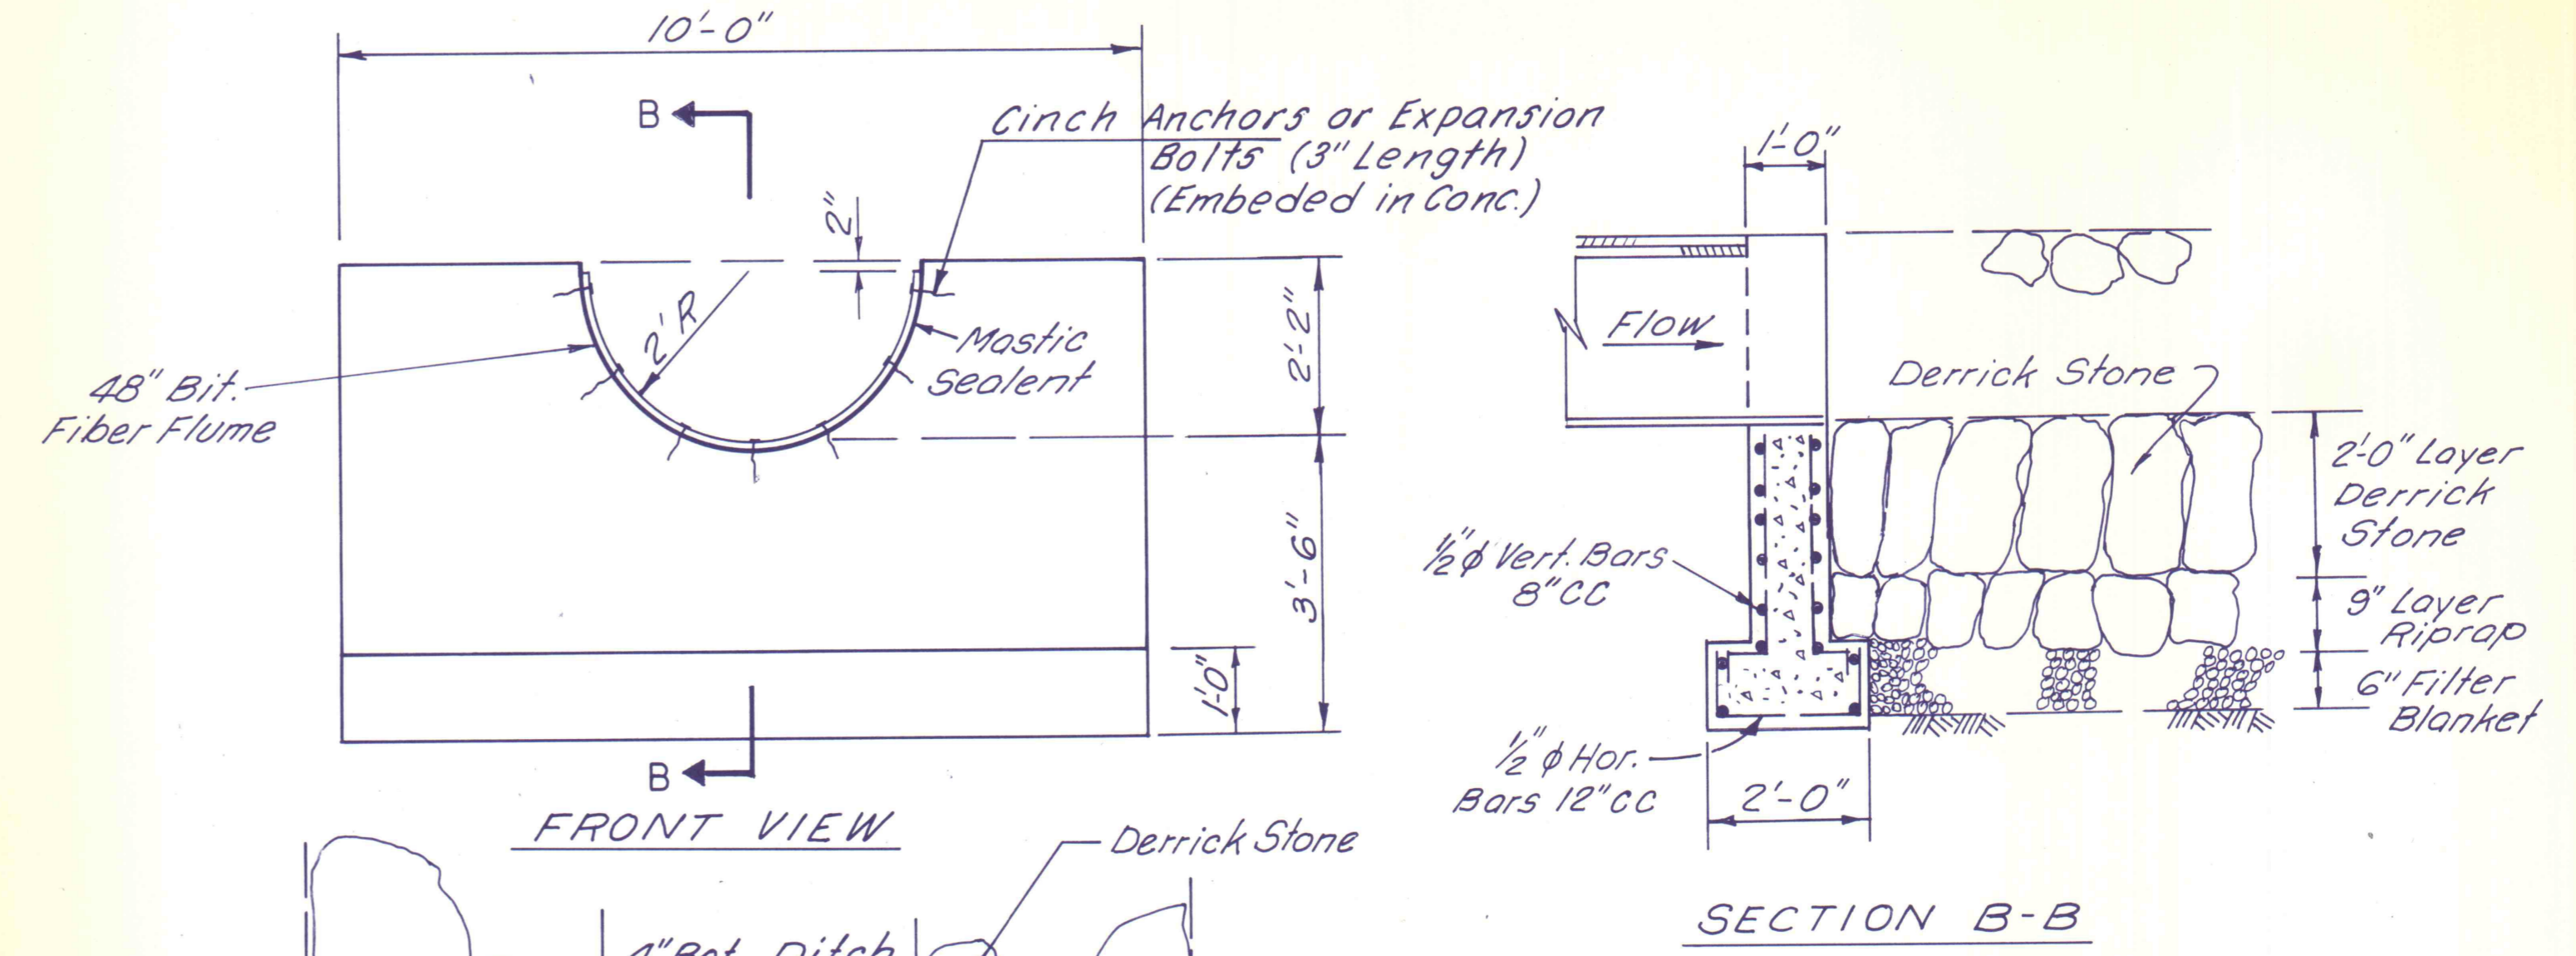 10'-0"
B
Cinch Anchors or Expansion
Bolts (3" Length)
(Embeded in Conc.)
2"
2' R
Mastic
Sealent
48" Bit.
Fiber Flume
2'-2"
3'-6"
1'-0"
B
FRONT VIEW
Derrick Stone
4" Bot. Ditch
1'-0"
Flow
Derrick Stone
2'-0" Layer
Derrick
Stone
9" Layer
Riprap
6" Filter
Blanket
½" ϕ Vert. Bars
8" CC
½" ϕ Hor.
Bars 12" CC
2'-0"
SECTION B-B